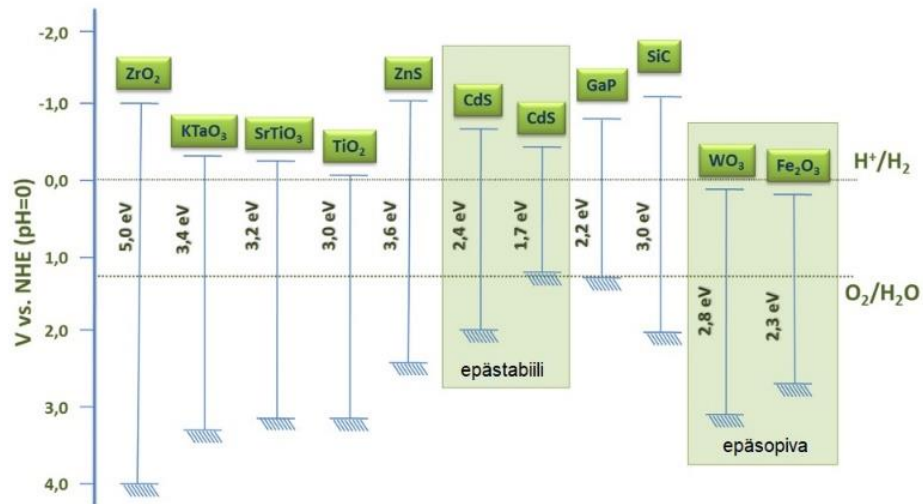 V vs. NHE (pH=0)
-2,0
-1,0
0,0
1,0
2,0
3,0
4,0
ZrO₂
5,0 eV
KTaO₃
3,4 eV
SrTiO₃
3,2 eV
TiO₂
3,0 eV
ZnS
3,6 eV
CdS
2,4 eV
CdS
1,7 eV
epästabiili
GaP
2,2 eV
SiC
3,0 eV
WO₃
2,8 eV
Fe₂O₃
2,3 eV
epäsopiva
H⁺/H₂
O₂/H₂O